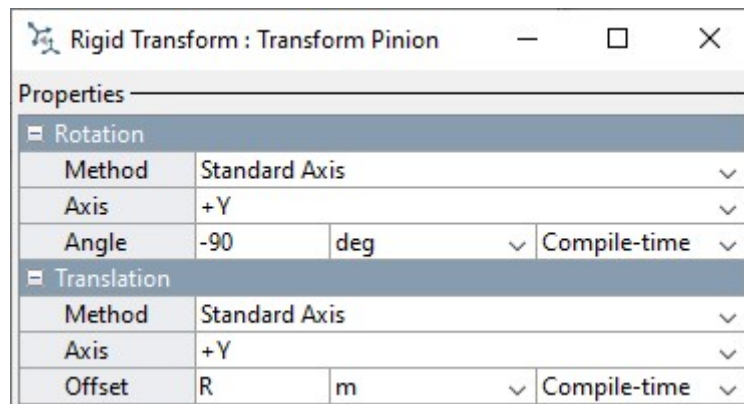 Rigid Transform : Transform Pinion
Properties
Rotation
Method Standard Axis
Axis +Y
Angle -90 deg Compile-time
Translation
Method Standard Axis
Axis +Y
Offset R m Compile-time